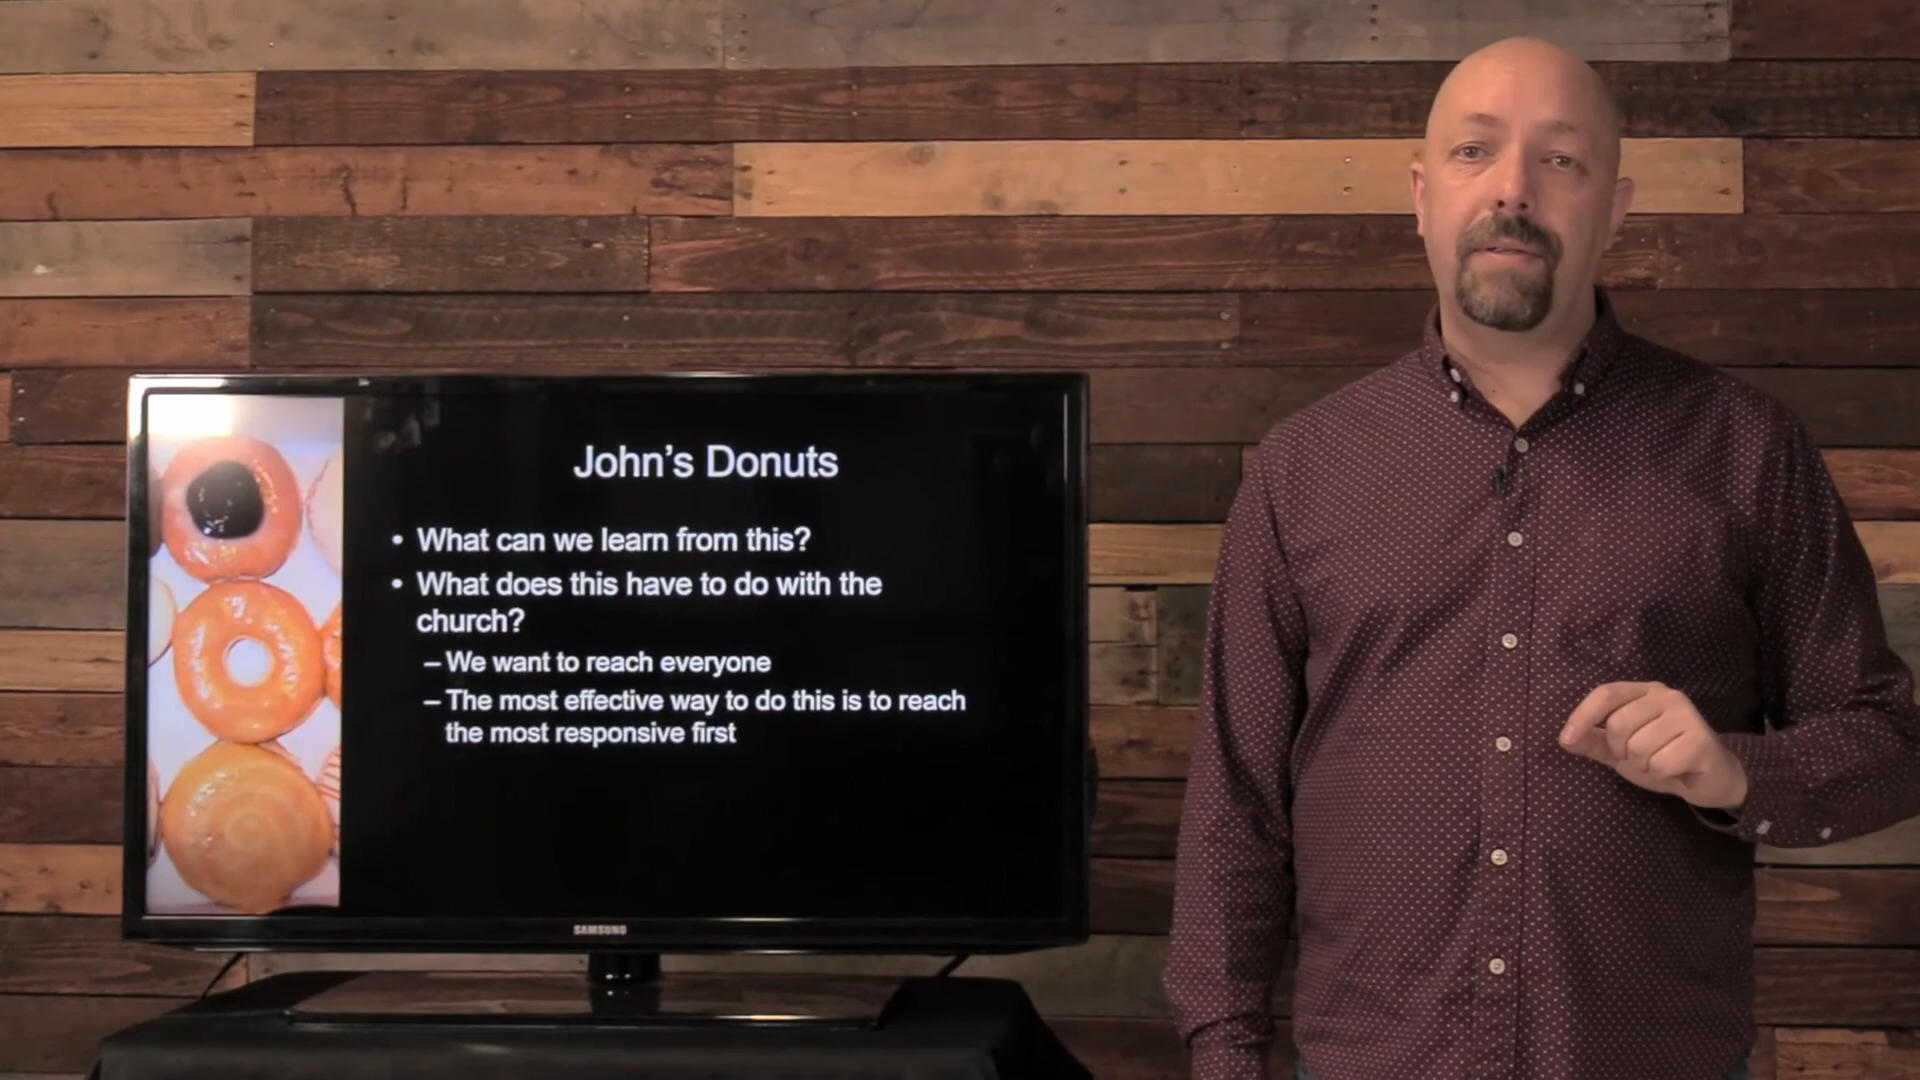 John's Donuts
• What can we learn from this?
• What does this have to do with the
church?
– We want to reach everyone
– The most effective way to do this is to reach
the most responsive first
SAMSUNG